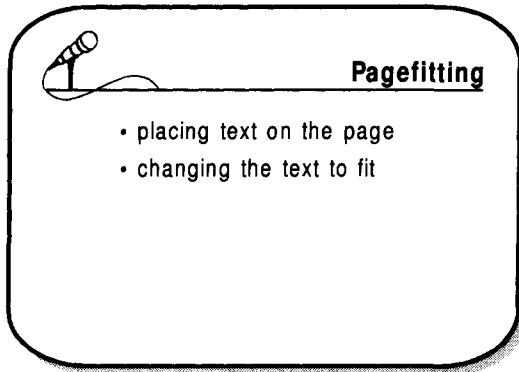 Pagefitting
• placing text on the page
• changing the text to fit